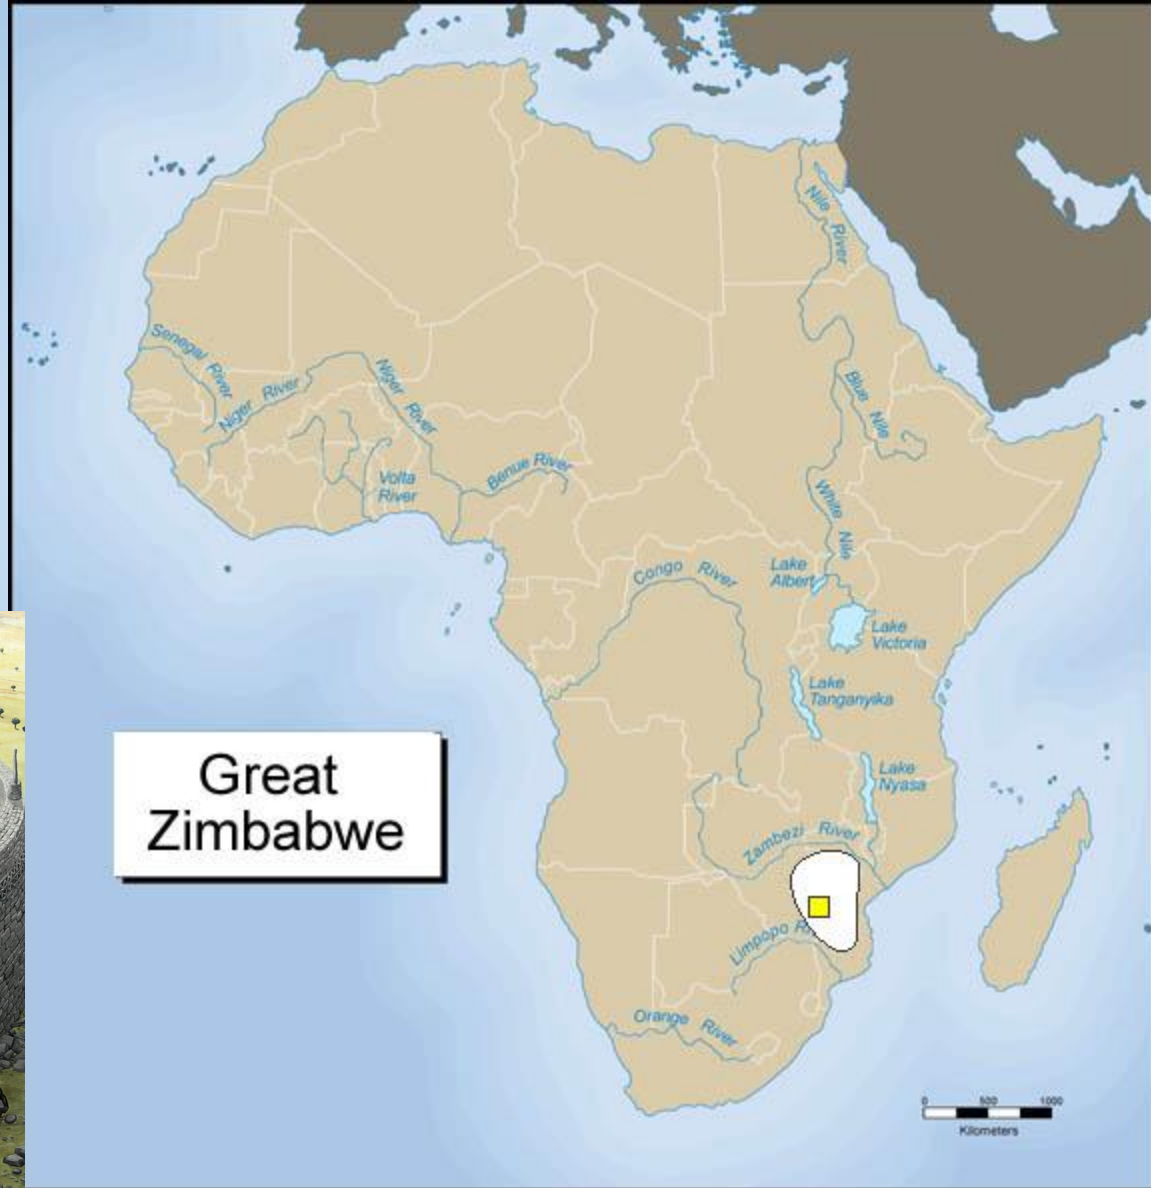 Nile River
Senegal River
Niger River
Niger River
Blue Nile
Volta
River
Benue River
White Nile
Lake
Albert
Congo River
Lake
Victoria
Lake
Tanganyika
Great
Zimbabwe
Lake
Nyasa
Zambezi River
Limpopo Ri
Orange River
0 500 1000
Kilometers